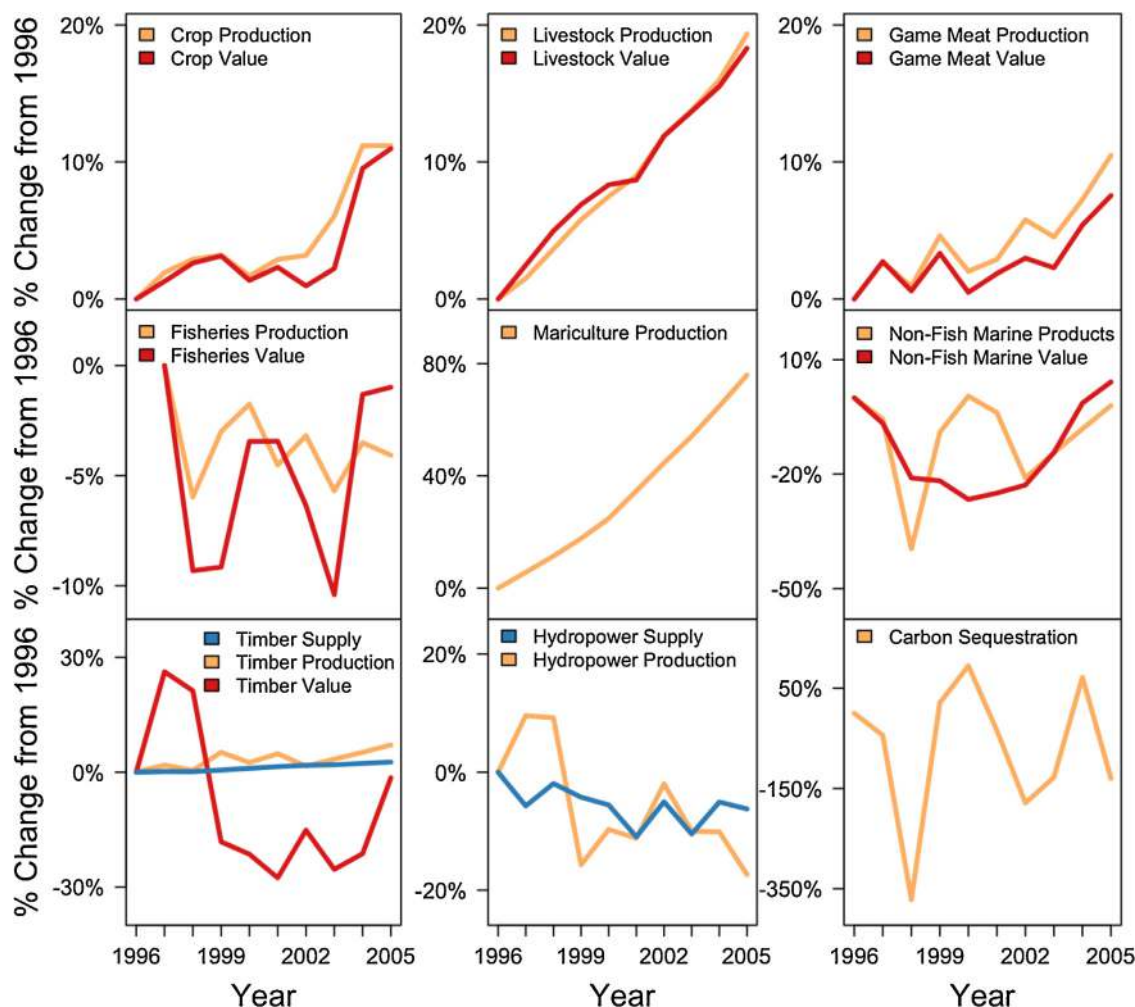 % Change from 1996
20%
10%
0%
Crop Production
Crop Value
20%
10%
0%
Livestock Production
Livestock Value
20%
10%
0%
Game Meat Production
Game Meat Value
% Change from 1996
0%
-5%
-10%
Fisheries Production
Fisheries Value
80%
40%
0%
Mariculture Production
10%
-20%
-50%
Non-Fish Marine Products
Non-Fish Marine Value
% Change from 1996
30%
0%
-30%
Timber Supply
Timber Production
Timber Value
20%
0%
-20%
Hydropower Supply
Hydropower Production
50%
-150%
-350%
Carbon Sequestration
1996 1999 2002 2005
1996 1999 2002 2005
1996 1999 2002 2005
Year
Year
Year